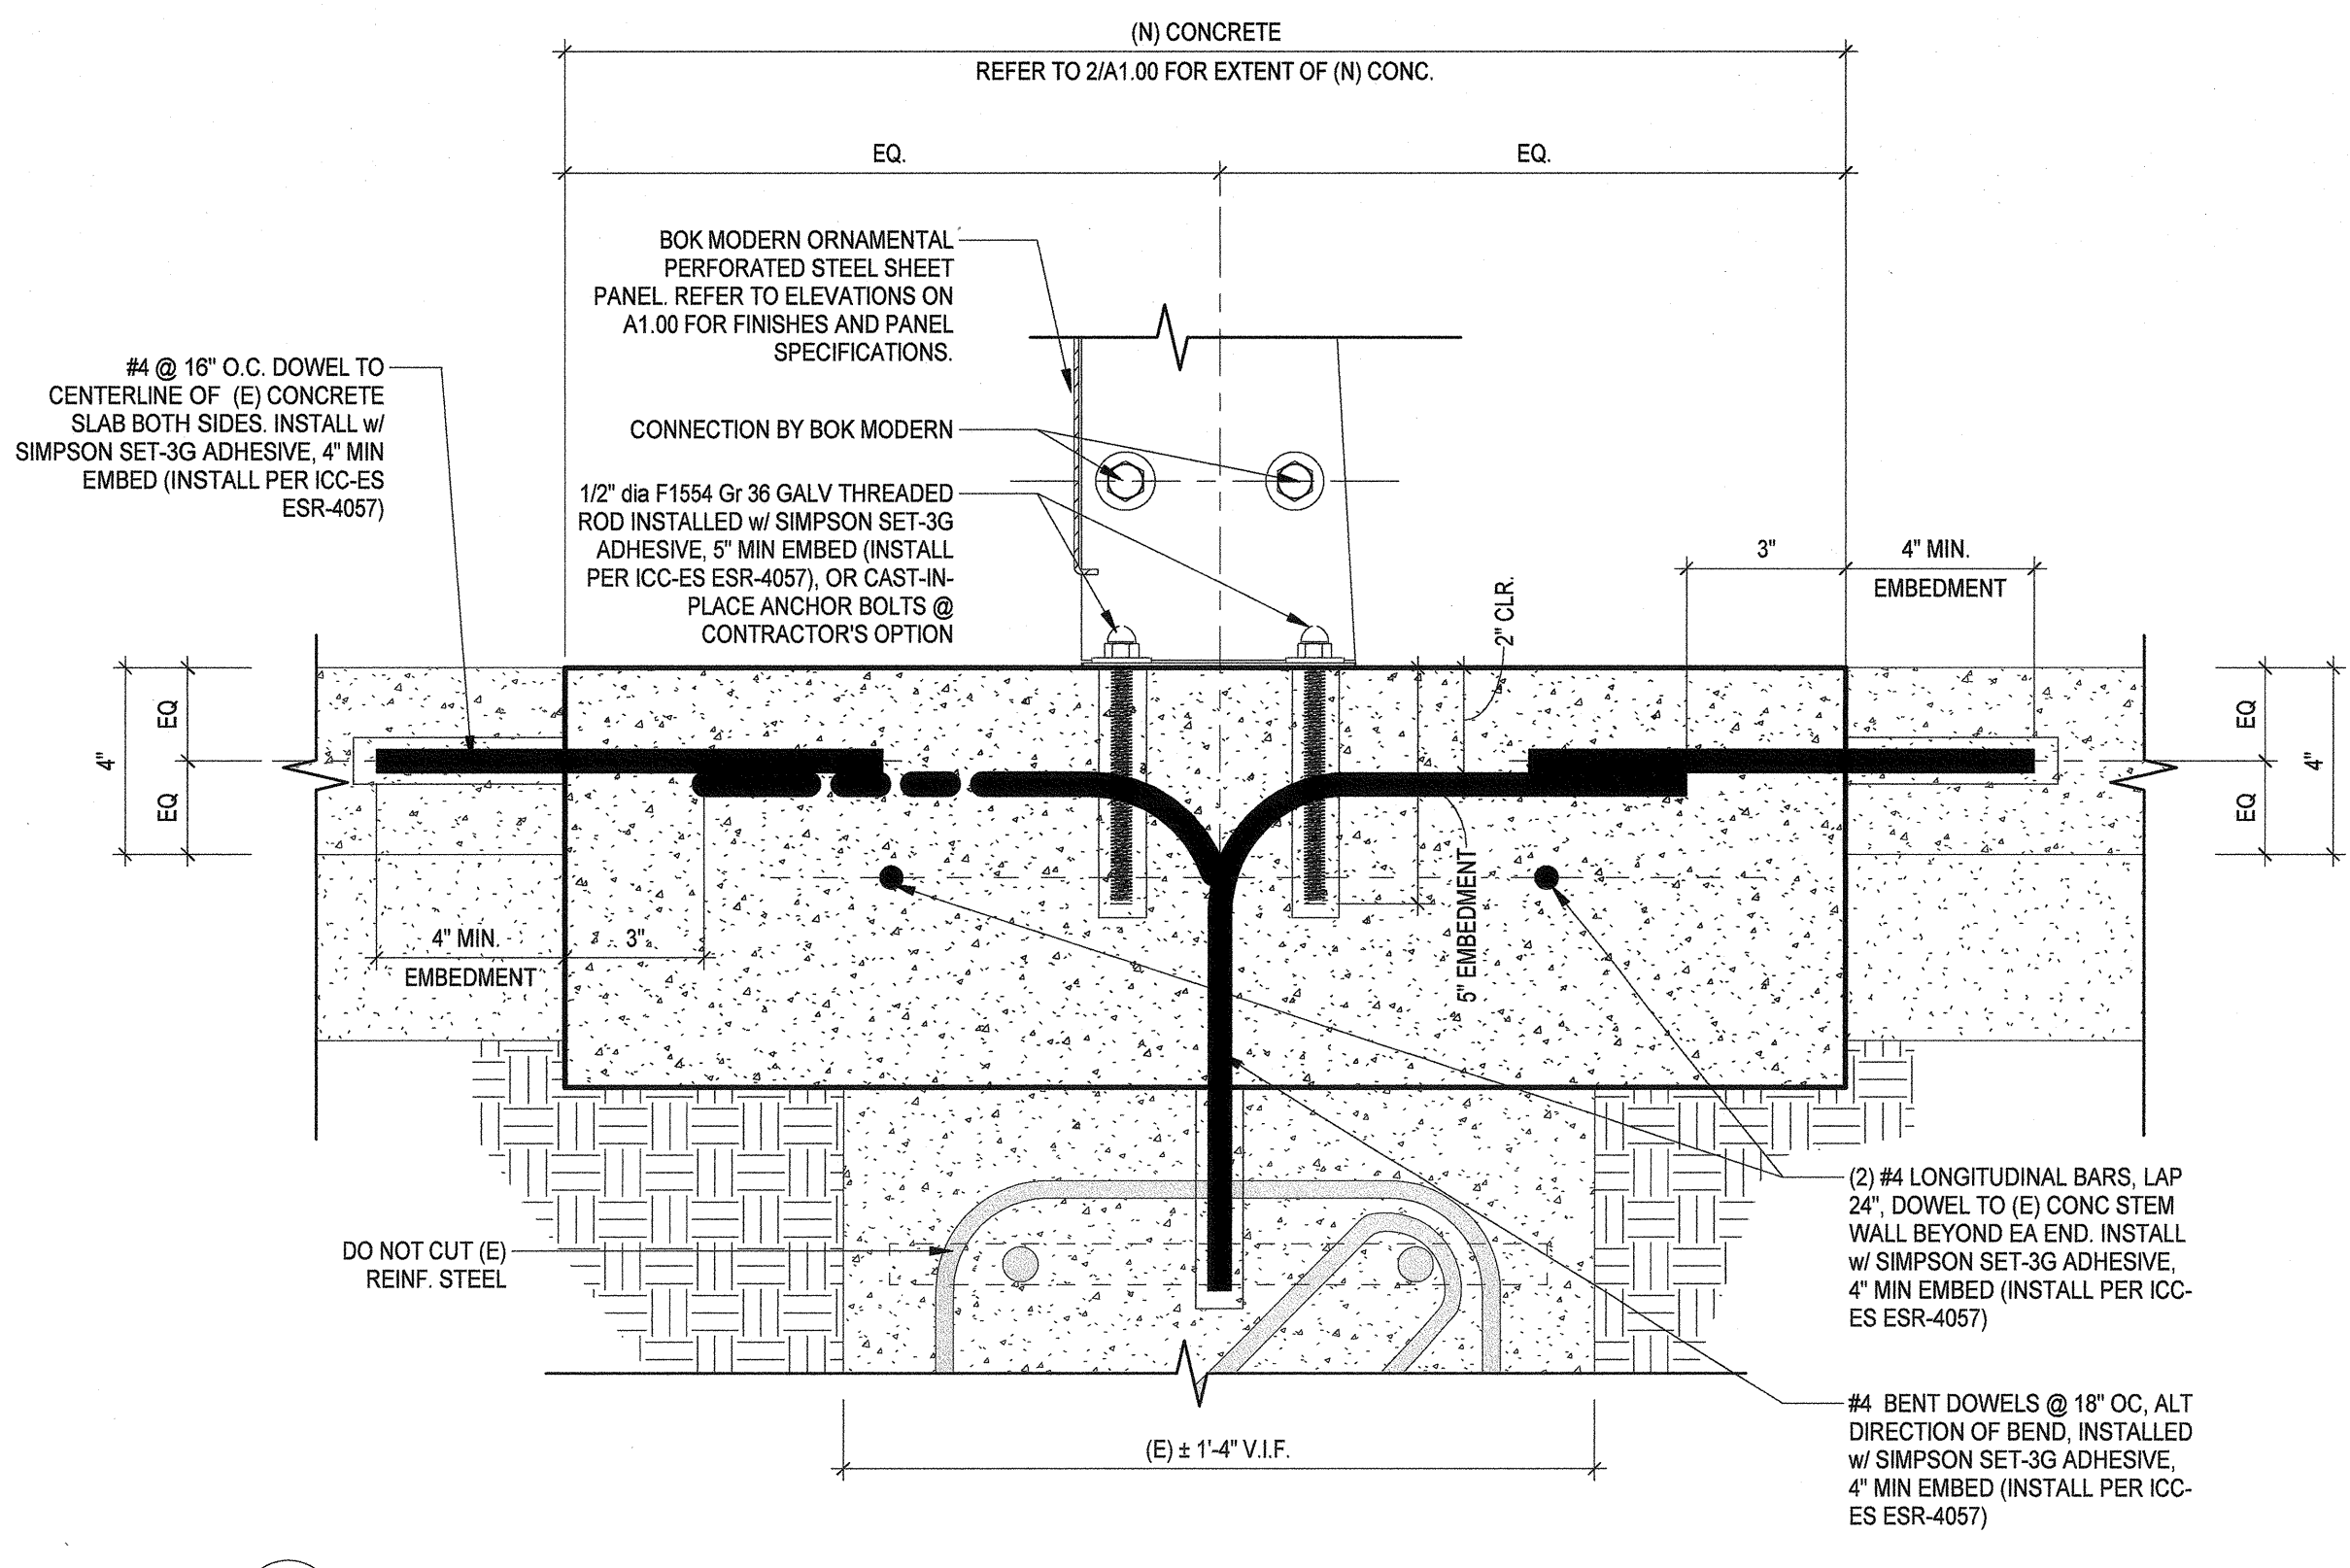 (N) CONCRETE
REFER TO 2/A1.00 FOR EXTENT OF (N) CONC.
EQ.
EQ.
BOK MODERN ORNAMENTAL
PERFORATED STEEL SHEET
PANEL. REFER TO ELEVATIONS ON
A1.00 FOR FINISHES AND PANEL
SPECIFICATIONS.
#4 @ 16" O.C. DOWEL TO
CENTERLINE OF (E) CONCRETE
SLAB BOTH SIDES. INSTALL w/
SIMPSON SET-3G ADHESIVE, 4" MIN
EMBED (INSTALL PER ICC-ES
ESR-4057)
CONNECTION BY BOK MODERN
1/2" dia F1554 Gr 36 GALV THREADED
ROD INSTALLED w/ SIMPSON SET-3G
ADHESIVE, 5" MIN EMBED (INSTALL
PER ICC-ES ESR-4057), OR CAST-IN-
PLACE ANCHOR BOLTS @
CONTRACTOR'S OPTION
3"
4" MIN.
EMBEDMENT
2" CLR.
4"
EQ
EQ
EQ
EQ
4"
5" EMBEDMENT
4" MIN.
EMBEDMENT
3"
(2) #4 LONGITUDINAL BARS, LAP
24", DOWEL TO (E) CONC STEM
WALL BEYOND EA END. INSTALL
w/ SIMPSON SET-3G ADHESIVE,
4" MIN EMBED (INSTALL PER ICC-
ES ESR-4057)
DO NOT CUT (E)
REINF. STEEL
#4 BENT DOWELS @ 18" OC, ALT
DIRECTION OF BEND, INSTALLED
w/ SIMPSON SET-3G ADHESIVE,
4" MIN EMBED (INSTALL PER ICC-
ES ESR-4057)
(E) ± 1'-4" V.I.F.